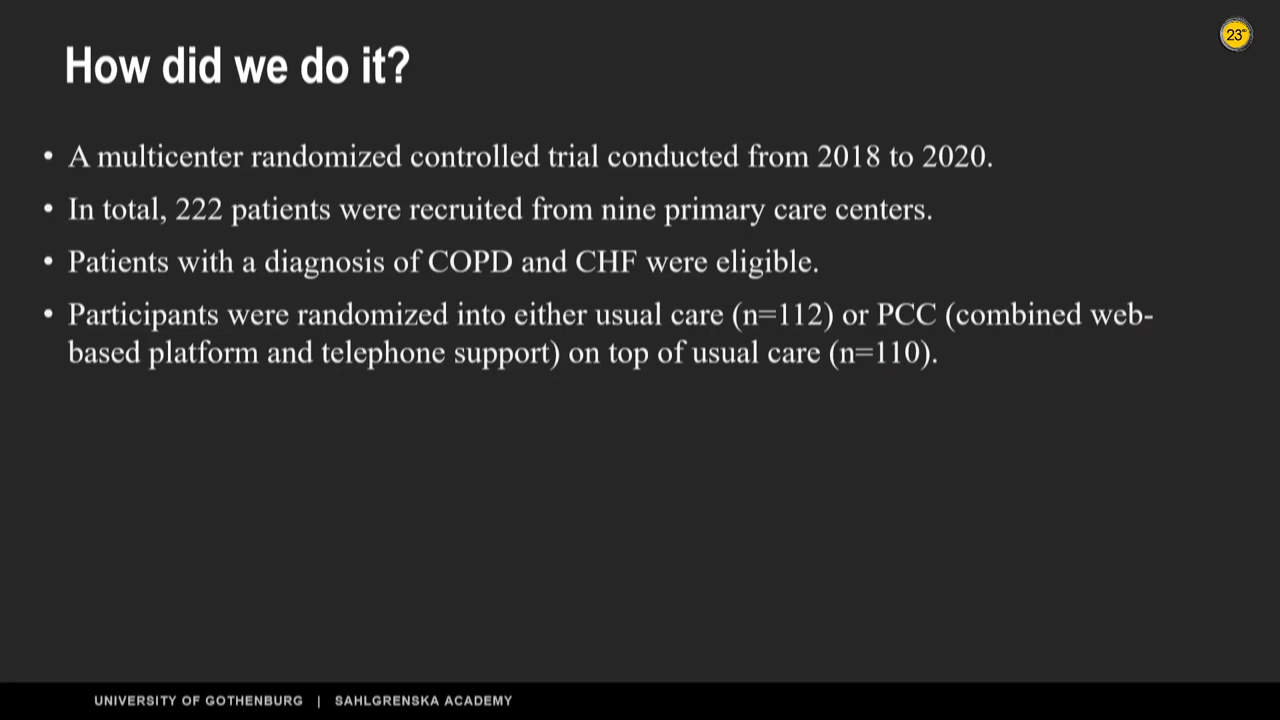 How did we do it?
23
• A multicenter randomized controlled trial conducted from 2018 to 2020.
• In total, 222 patients were recruited from nine primary care centers.
• Patients with a diagnosis of COPD and CHF were eligible.
• Participants were randomized into either usual care (n=112) or PCC (combined web-
based platform and telephone support) on top of usual care (n=110).
UNIVERSITY OF GOTHENBURG | SAHLGRENSKA ACADEMY